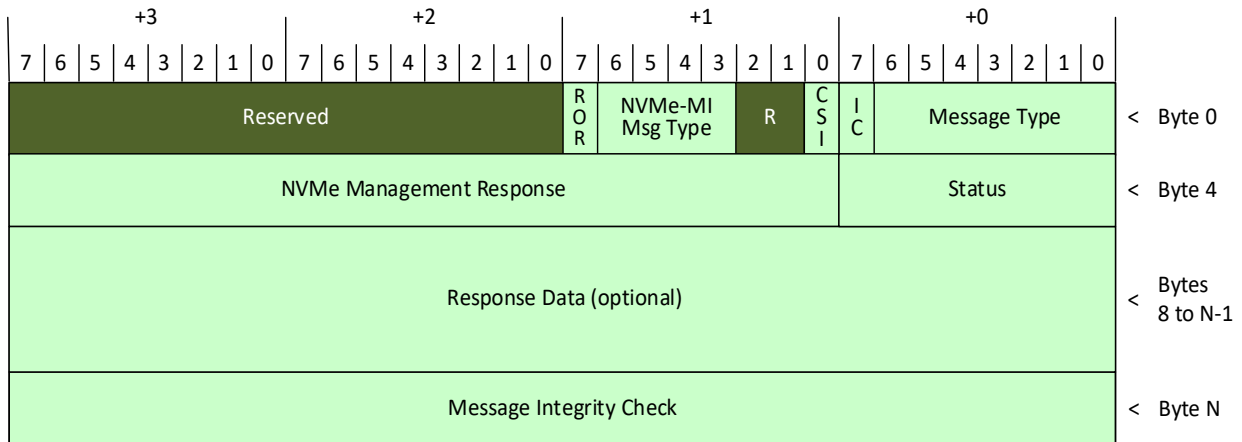 +3 +2 +1 +0
7 6 5 4 3 2 1 0 7 6 5 4 3 2 1 0 7 6 5 4 3 2 1 0 7 6 5 4 3 2 1 0
Reserved
R
O
R
NVMe-MI
Msg Type
R
C
S
I
I
C
Message Type
< Byte 0
NVMe Management Response
Status
< Byte 4
Response Data (optional)
< Bytes
8 to N-1
Message Integrity Check
< Byte N